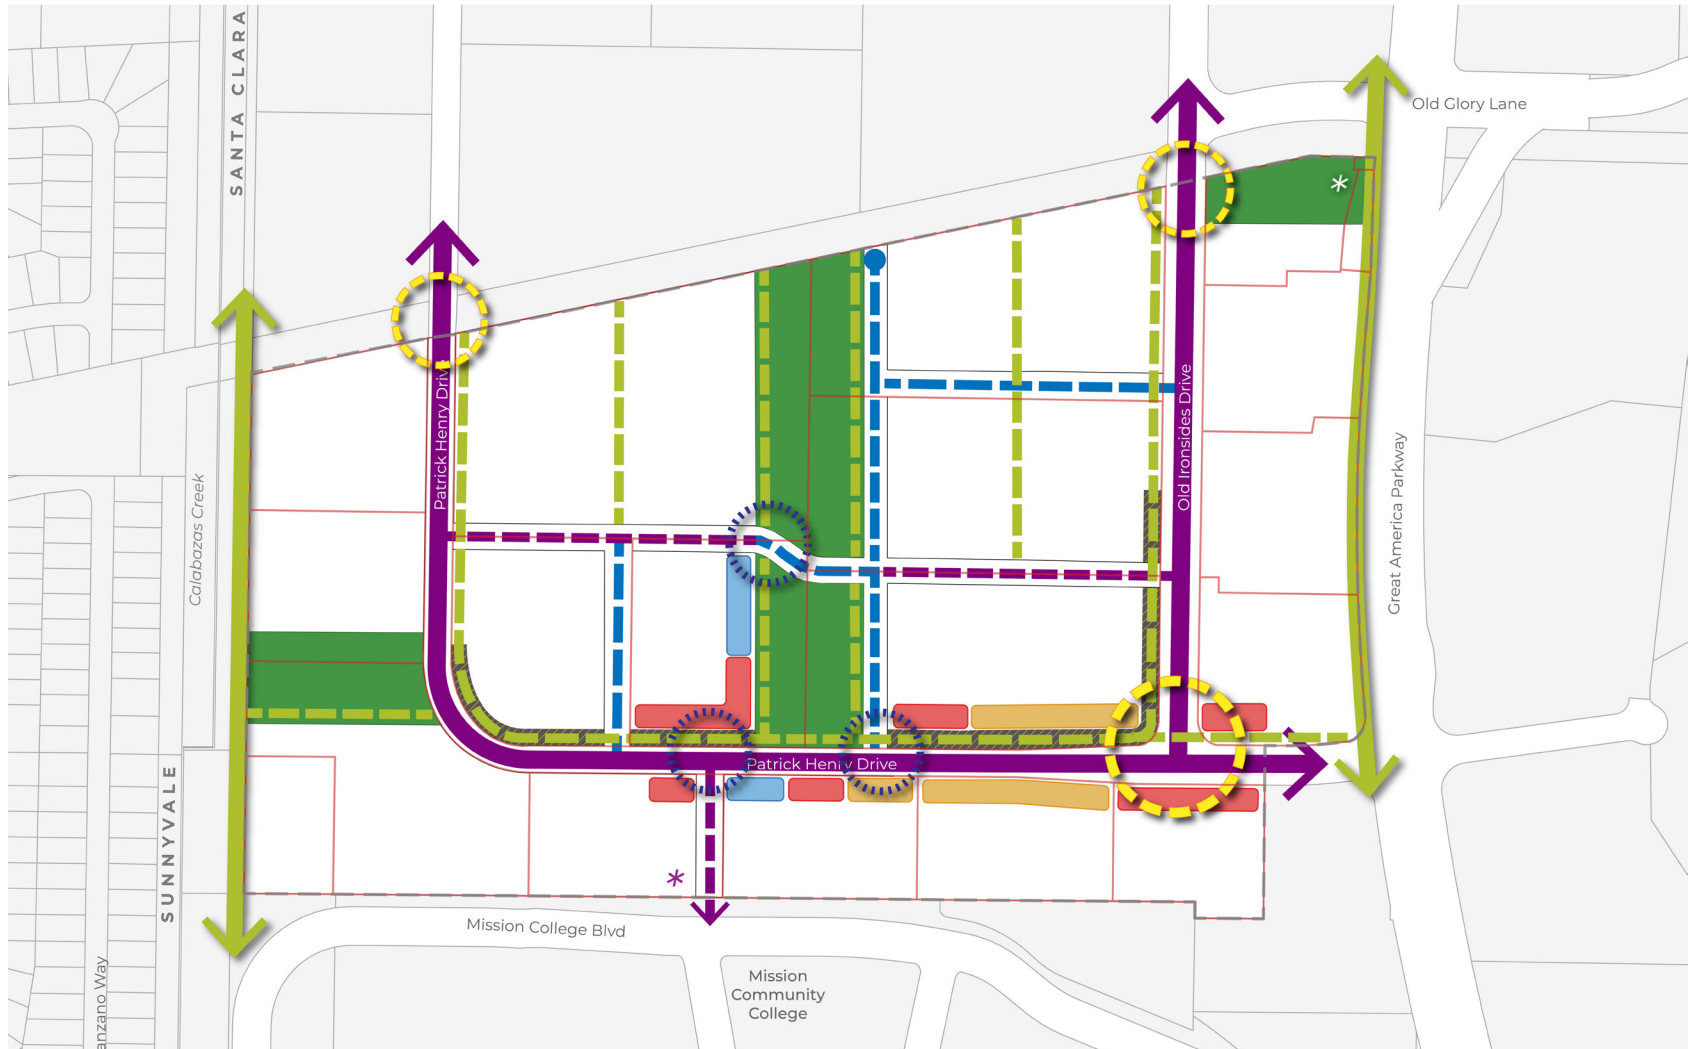 SANTA CLARA
Old Glory Lane
Patrick Henry Drive
Old Ironsides Drive
Calabazas Creek
Great America Parkway
Patrick Henry Drive
SUNNYVALE
*
*
Mission College Blvd
Mission
Community
College
anzano Way